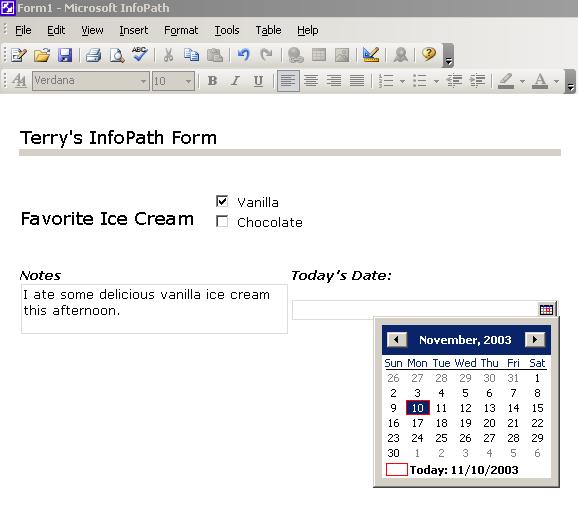 Form1 - Microsoft InfoPath
File Edit View Insert Format Tools Table Help
ABC
Verdana 10 B I U A
Terry's InfoPath Form
Vanilla
Favorite Ice Cream
Chocolate
Notes Today's Date:
I ate some delicious vanilla ice cream
this afternoon.
November, 2003
Sun Mon Tue Wed Thu Fri Sat
26 27 28 29 30 31 1
2 3 4 5 6 7 8
9 10 11 12 13 14 15
16 17 18 19 20 21 22
23 24 25 26 27 28 29
30 1 2 3 4 5 6
Today: 11/10/2003